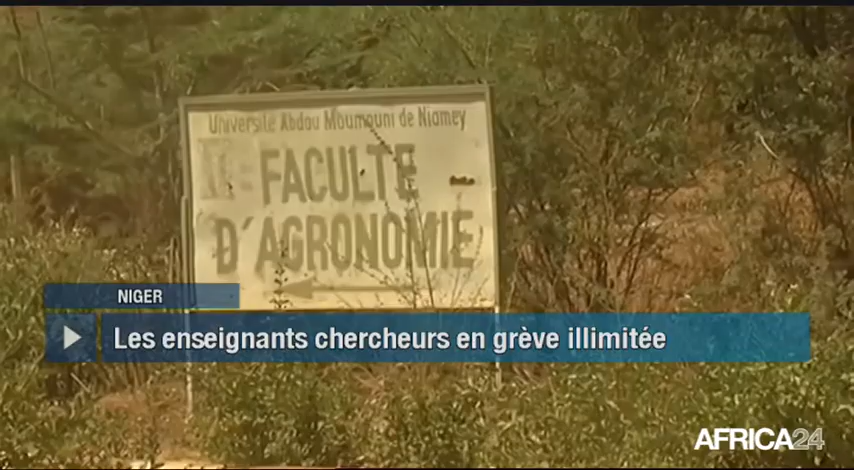 Université Abdou Moumouni de Niamey
FACULTE
D'AGRONOMIE
NIGER
Les enseignants chercheurs en grève illimitée
AFRICA24